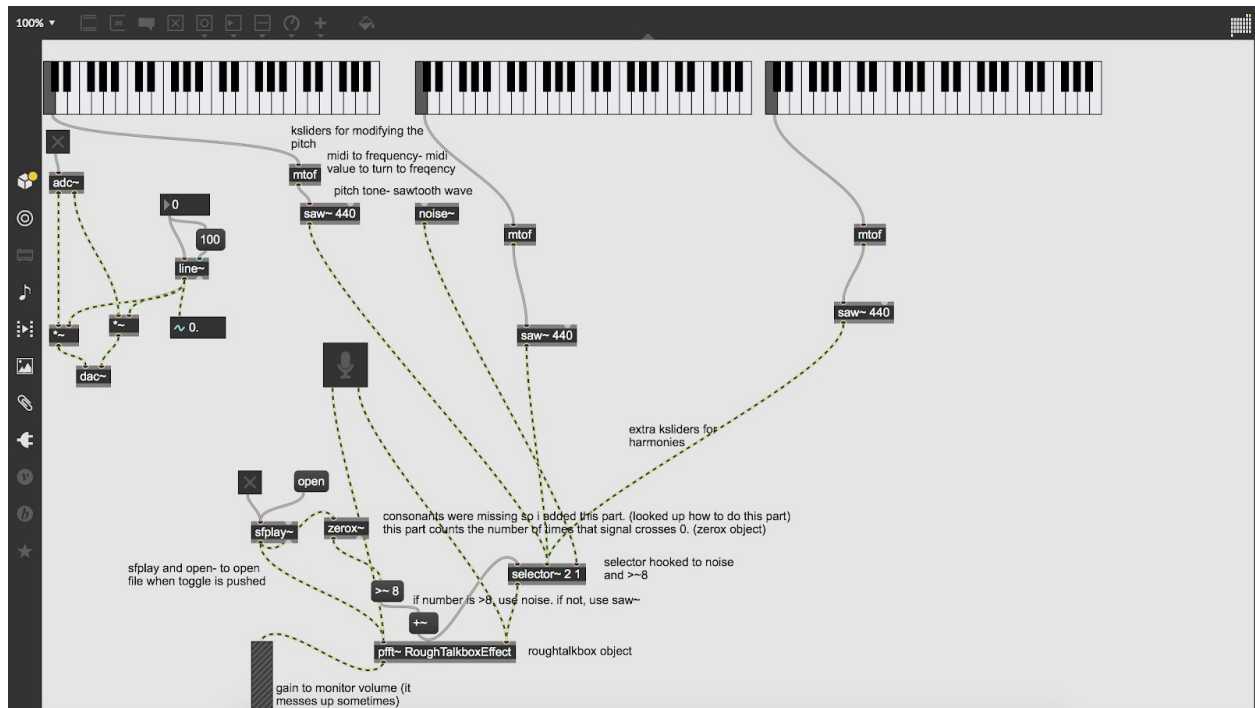 100%
ksliders for modifying the
pitch
midi to frequency- midi
value to turn to freqency
mtof
adc~
pitch tone- sawtooth wave
0
saw~ 440
noise~
100
mtof
mtof
line~
saw~ 440
*~
*~
0.
saw~ 440
dac~
extra ksliders for
harmonies
open
consonants were missing so i added this part. (looked up how to do this part)
this part counts the number of times that signal crosses 0. (zerox object)
sfplay~
zerox~
sfplay and open- to open
file when toggle is pushed
selector~ 2 1
selector hooked to noise
and >~8
>~ 8
if number is >8, use noise. if not, use saw~
+~
pfft~ RoughTalkboxEffect
roughtalkbox object
gain to monitor volume (it
messes up sometimes)